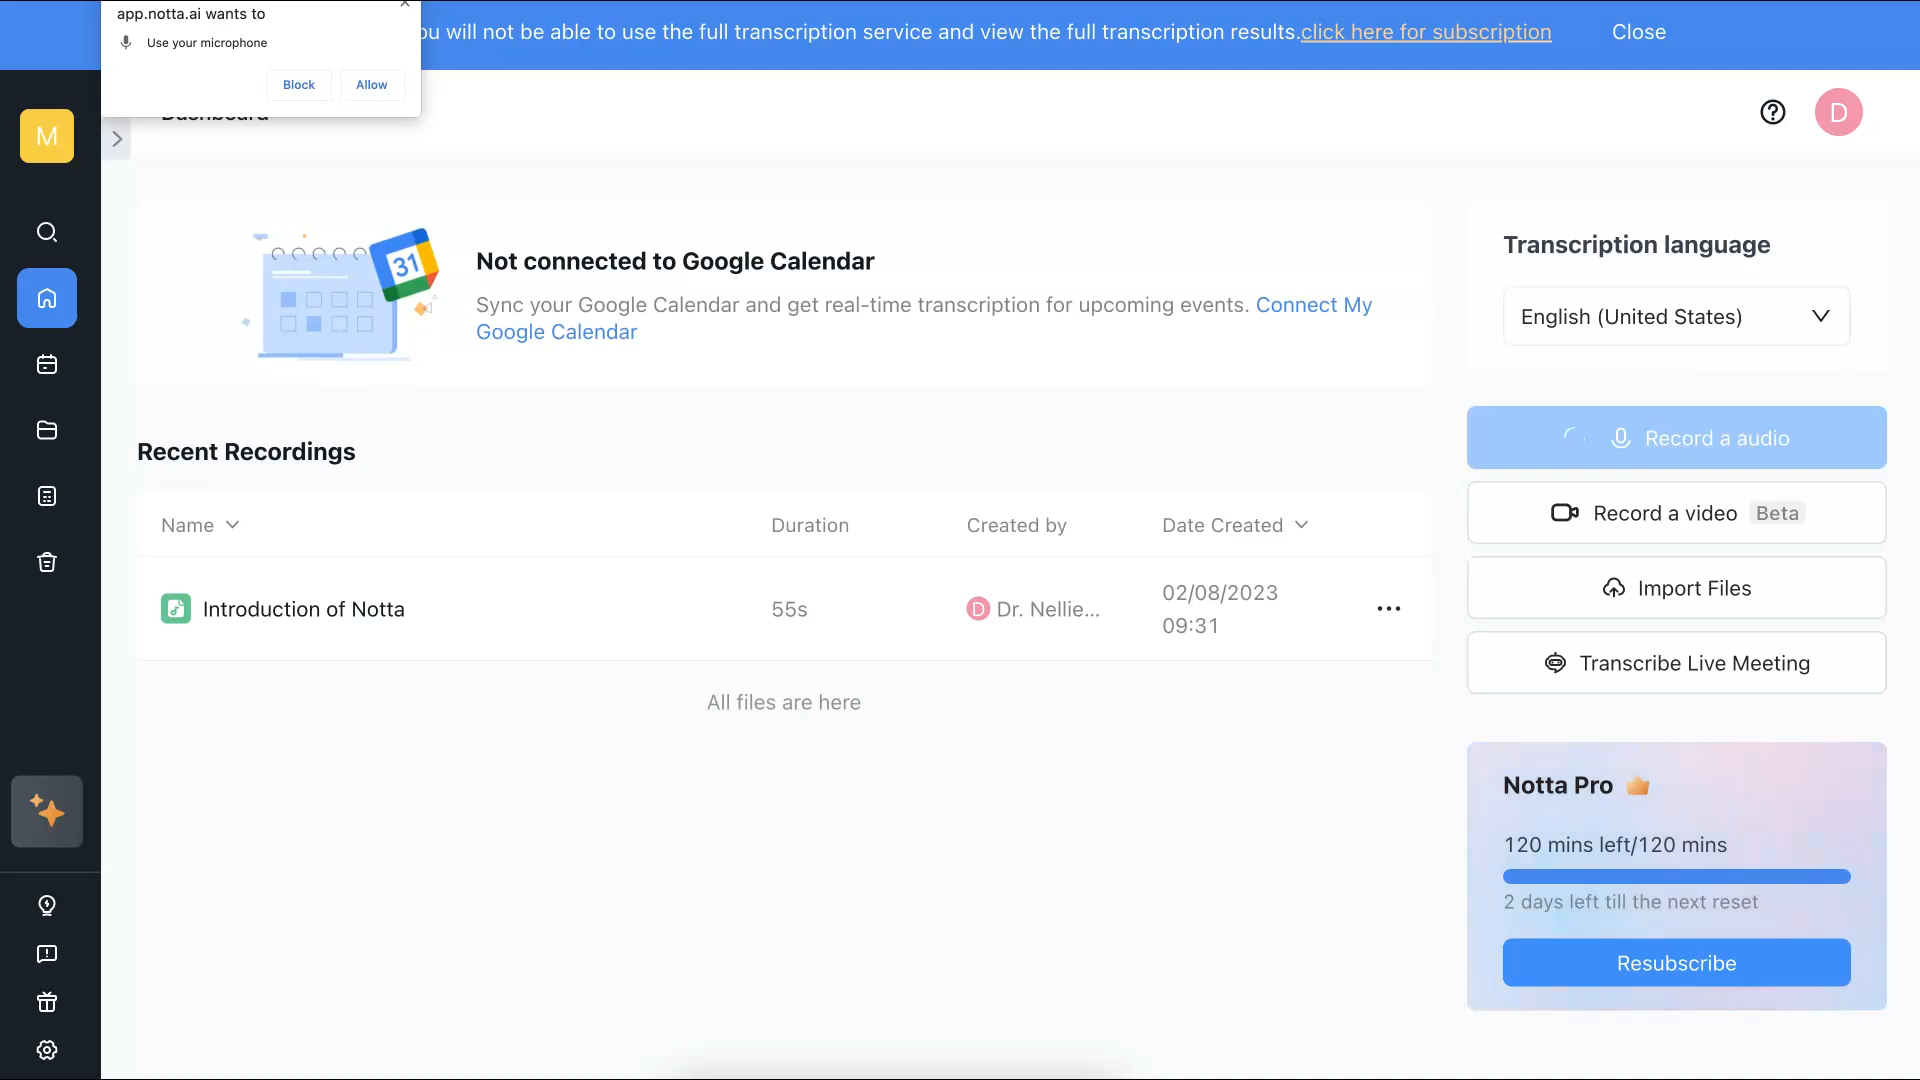 app.notta.ai wants to
Use your microphone
Block
Allow
ou will not be able to use the full transcription service and view the full transcription results.click here for subscription
Close
M
Dashboard
D
31
Not connected to Google Calendar
Sync your Google Calendar and get real-time transcription for upcoming events. Connect My
Google Calendar
Transcription language
English (United States)
Record a audio
Record a video Beta
Import Files
Transcribe Live Meeting
Recent Recordings
Name
Duration
Created by
Date Created
Introduction of Notta
55s
D Dr. Nellie...
02/08/2023
09:31
All files are here
Notta Pro
120 mins left/120 mins
2 days left till the next reset
Resubscribe